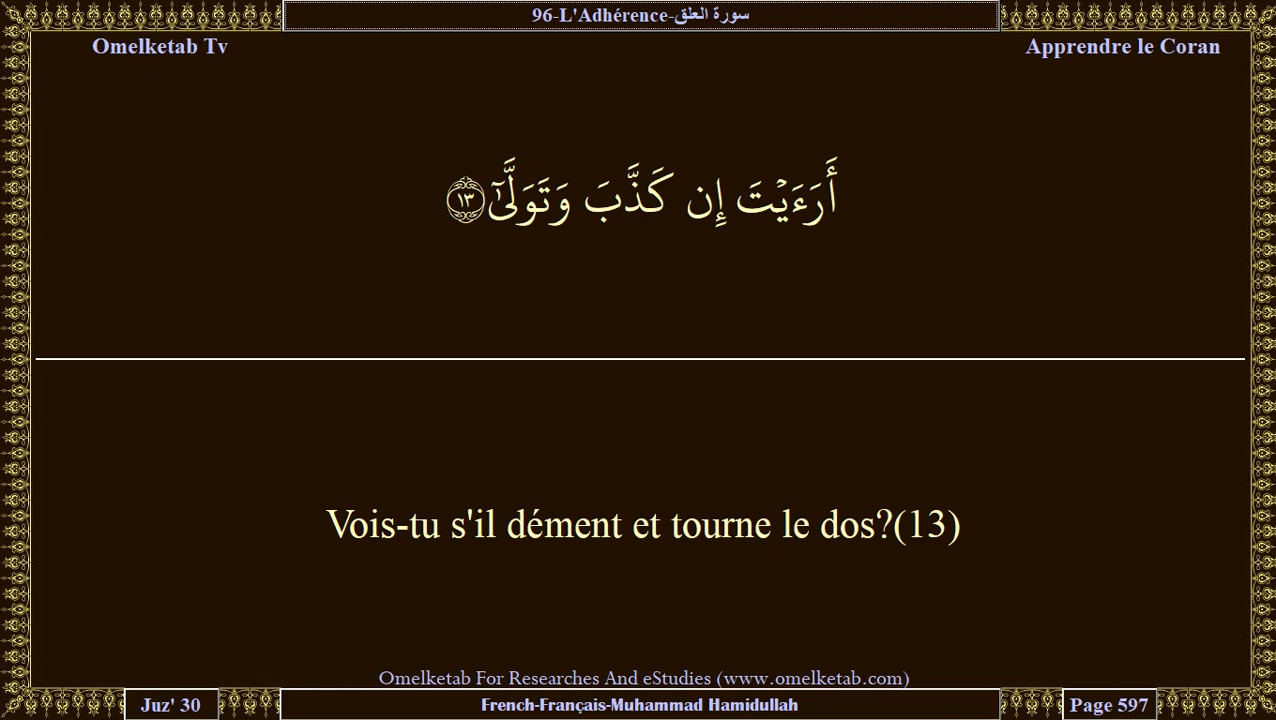 96-L'Adhérence-سورة العلق
Omelketab Tv
Apprendre le Coran
أَرَءَيْتَ إِن كَذَّبَ وَتَوَلَّىٰٓ ١٣
Vois-tu s'il dément et tourne le dos?(13)
Omelketab For Researches And eStudies (www.omelketab.com)
Juz' 30
French-Français-Muhammad Hamidullah
Page 597